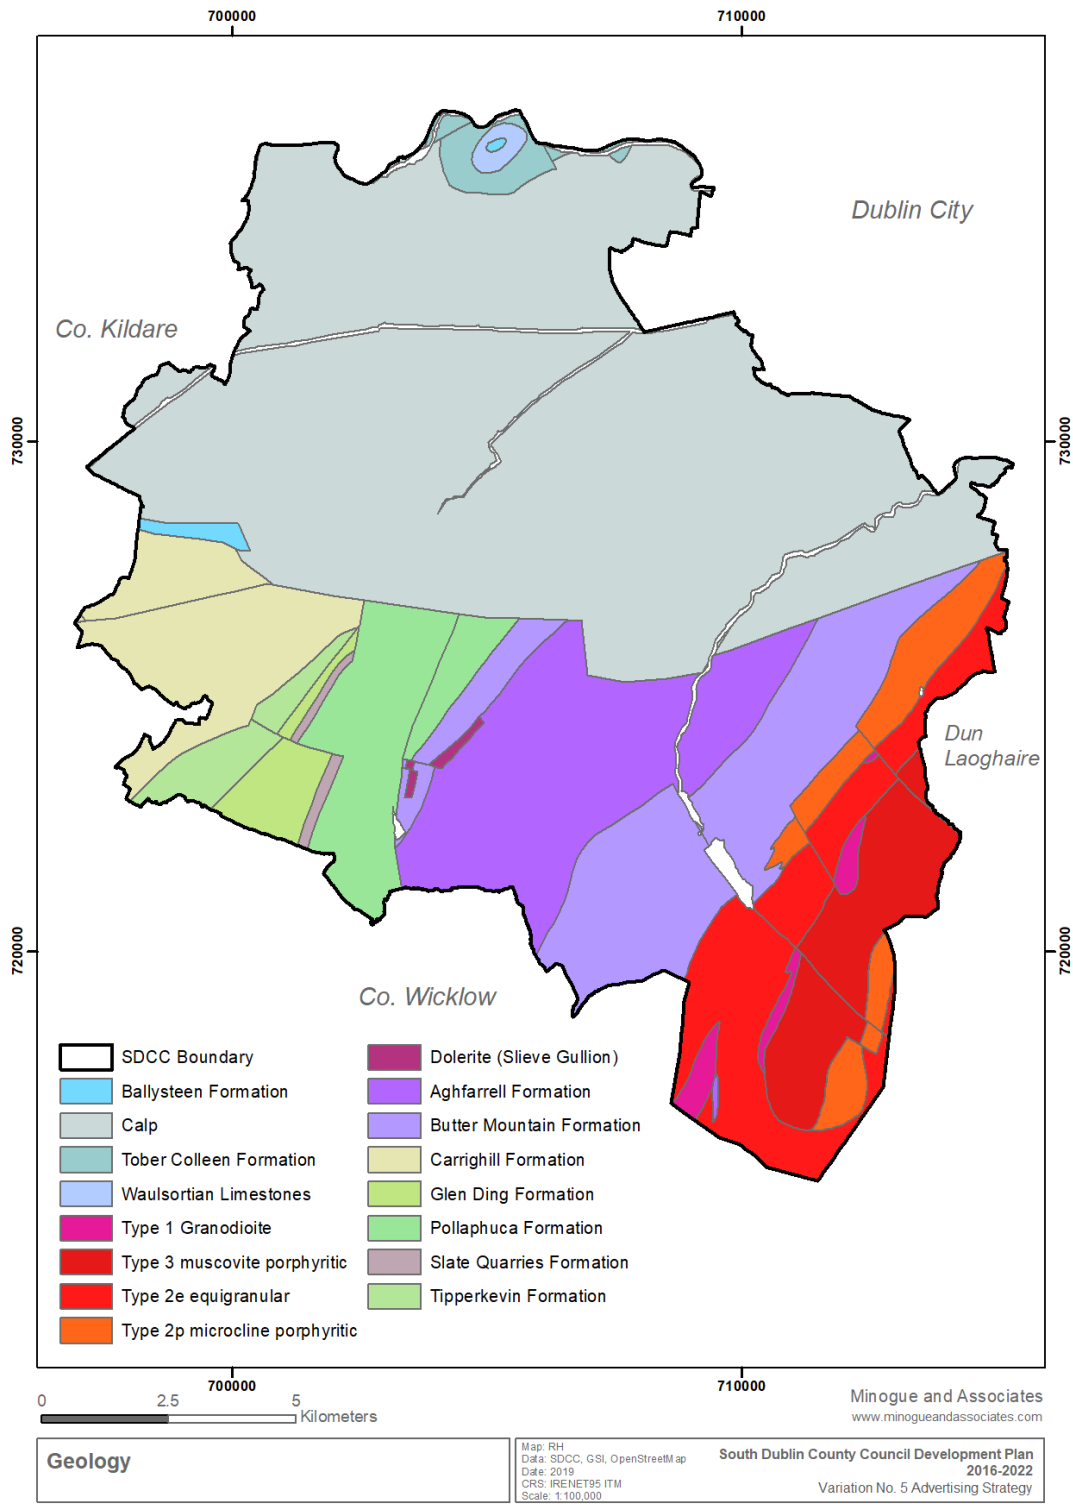 700000
710000
Dublin City
Co. Kildare
730000
730000
Dun
Laoghaire
720000
720000
Co. Wicklow
SDCC Boundary
Ballysteen Formation
Calp
Tober Colleen Formation
Waulsortian Limestones
Type 1 Granodioite
Type 3 muscovite porphyritic
Type 2e equigranular
Type 2p microcline porphyritic
Dolerite (Slieve Gullion)
Aghfarrell Formation
Butter Mountain Formation
Carrighill Formation
Glen Ding Formation
Pollaphuca Formation
Slate Quarries Formation
Tipperkevin Formation
700000
710000
0 2.5 5
Kilometers
Minogue and Associates
www.minogueandassociates.com
Geology
Map: RH
Data: SDCC, GSI, OpenStreetMap
Date: 2019
CRS: IRENET95 ITM
Scale: 1:100,000
South Dublin County Council Development Plan
2016-2022
Variation No. 5 Advertising Strategy